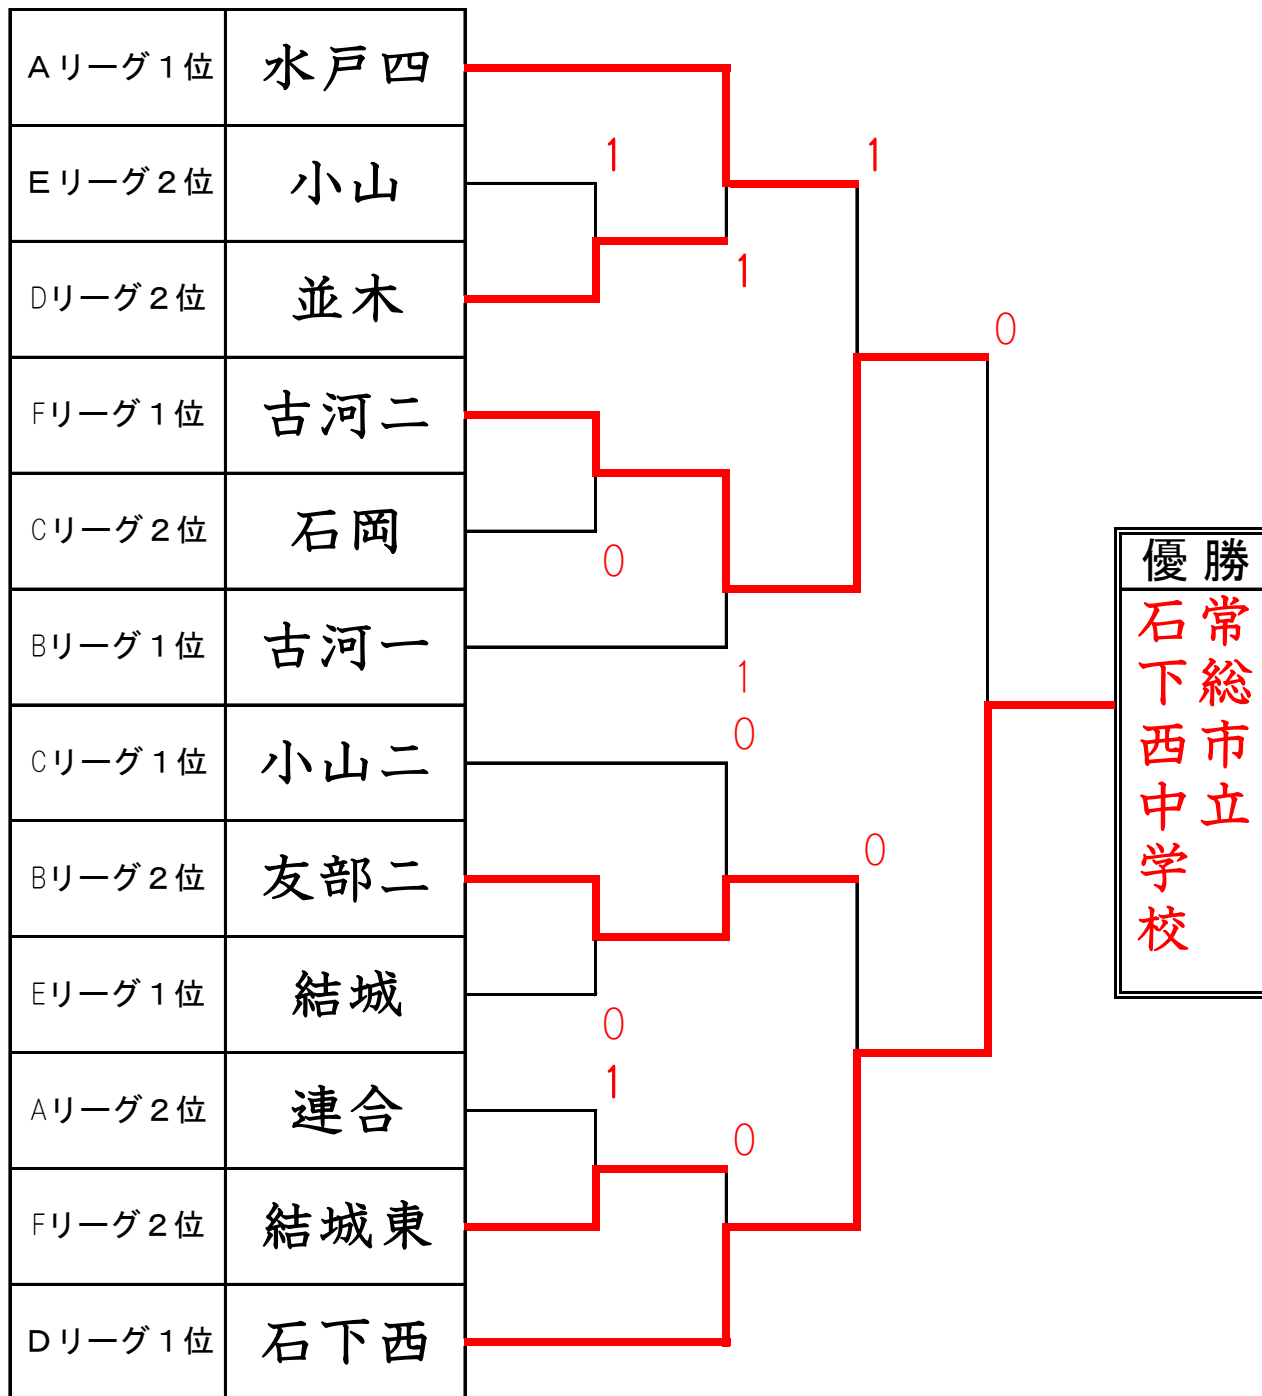 Aリーグ1位 水戸四
Eリーグ2位 小山
Dリーグ2位 並木
Fリーグ1位 古河二
Cリーグ2位 石岡
Bリーグ1位 古河一
Cリーグ1位 小山二
Bリーグ2位 友部二
Eリーグ1位 結城
Aリーグ2位 連合
Fリーグ2位 結城東
Dリーグ1位 石下西
1
1
1
0
0
1
0
0
0
1
0
優勝
常総市立
石下西中学校